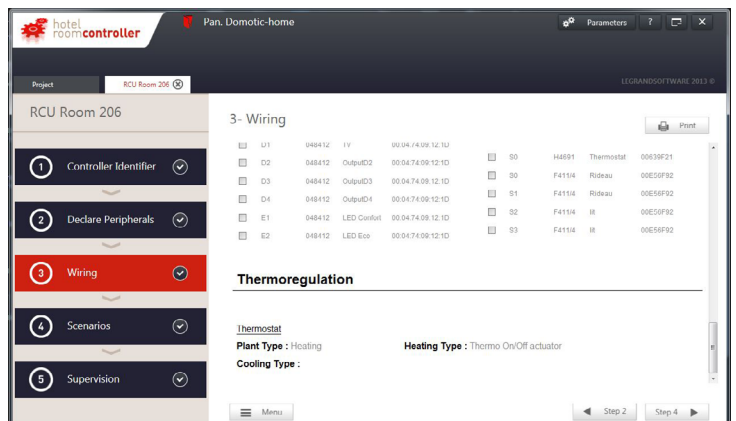 hotel
roomcontroller
Pan. Domotic-home
Parameters ?
Project
RCU Room 206
LEGRANDSOFTWARE 2013 ©
RCU Room 206
1 Controller Identifier
2 Declare Peripherals
3 Wiring
4 Scenarios
5 Supervision
3- Wiring
Print
D1 048412 TV 00:04:74:09:12:1D
D2 048412 OutputD2 00:04:74:09:12:1D
D3 048412 OutputD3 00:04:74:09:12:1D
D4 048412 OutputD4 00:04:74:09:12:1D
E1 048412 LED Confort 00:04:74:09:12:1D
E2 048412 LED Eco 00:04:74:09:12:1D
S0 H4691 Thermostat 00639F21
S0 F411/4 Rideau 00E56F92
S1 F411/4 Rideau 00E56F92
S2 F411/4 lit 00E56F92
S3 F411/4 lit 00E56F92
Thermoregulation
Thermostat
Plant Type : Heating Heating Type : Thermo On/Off actuator
Cooling Type :
Menu
Step 2
Step 4